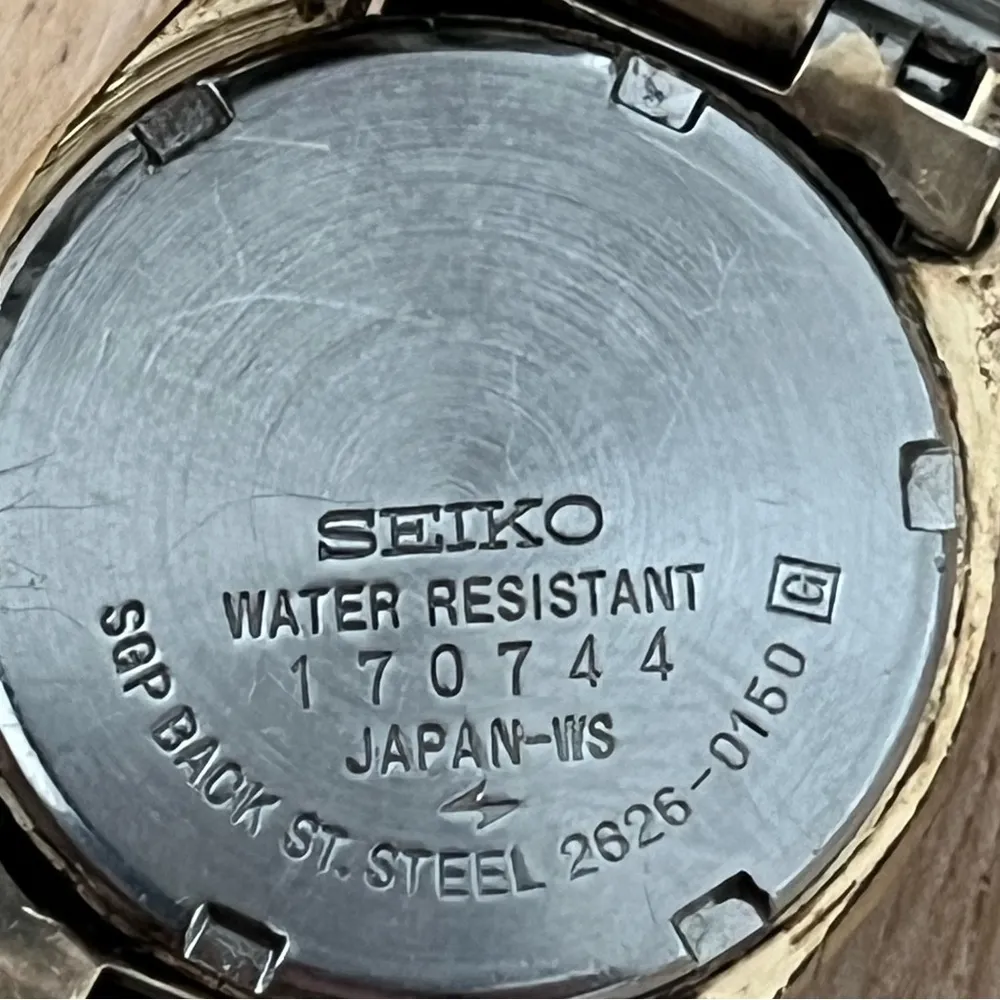 SEIKO
WATER RESISTANT
170744
JAPAN-WS
SGP BACK ST. STEEL 2626-0150 G